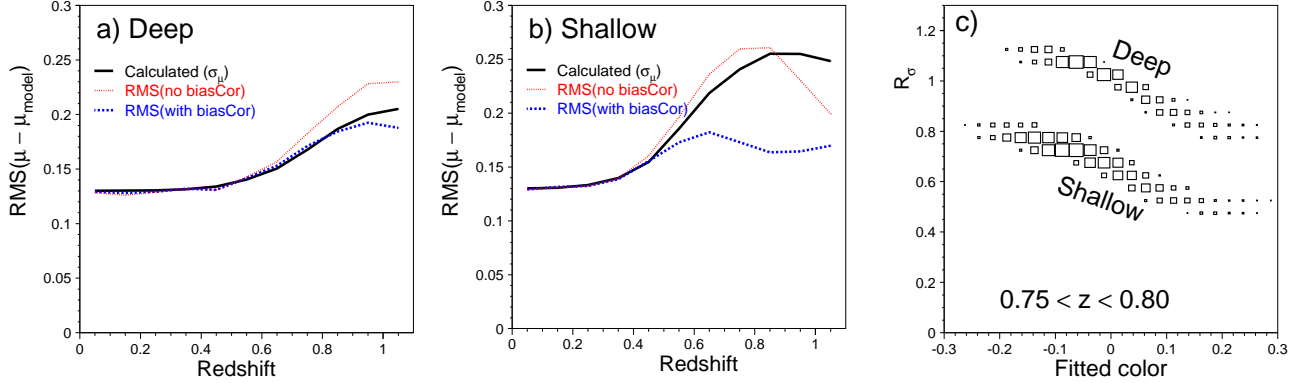 a) Deep
Calculated (σμ)
RMS(no biasCor)
RMS(with biasCor)
RMS(μ − μmodel)
0.3
0.25
0.2
0.15
0.1
0.05
0
0 0.2 0.4 0.6 0.8 1
Redshift
b) Shallow
Calculated (σμ)
RMS(no biasCor)
RMS(with biasCor)
RMS(μ − μmodel)
0.3
0.25
0.2
0.15
0.1
0.05
0
0 0.2 0.4 0.6 0.8 1
Redshift
c)
Deep
Shallow
0.75 < z < 0.80
Rσ
1.2
1
0.8
0.6
0.4
0.2
0
-0.3 -0.2 -0.1 0 0.1 0.2 0.3
Fitted color